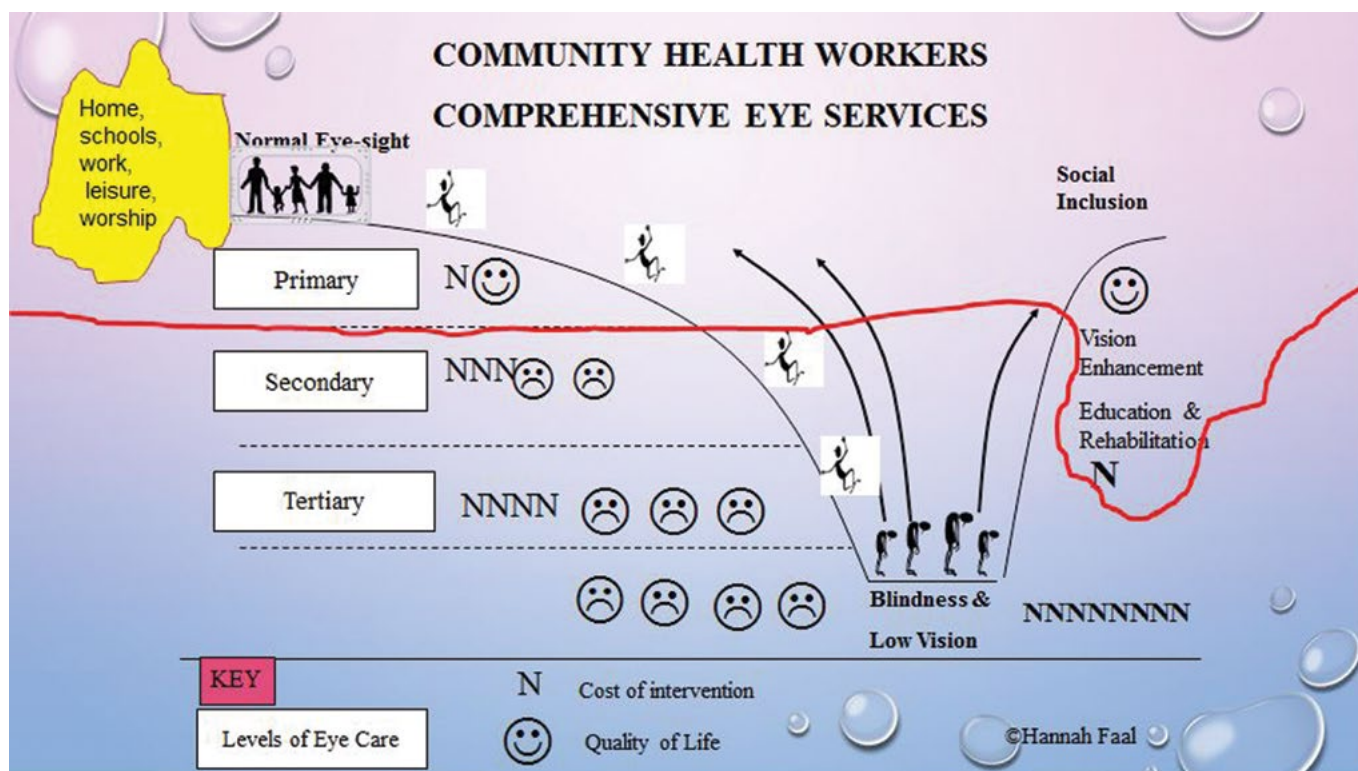 COMMUNITY HEALTH WORKERS
COMPREHENSIVE EYE SERVICES
Home,
schools,
work,
leisure,
worship
Normal Eye-sight
Social
Inclusion
Primary
N
Vision
Enhancement
Secondary
NNN
Education &
Rehabilitation
N
Tertiary
NNNN
Blindness &
Low Vision
NNNNNNNN
KEY
N
Cost of intervention
Levels of Eye Care
Quality of Life
©Hannah Faal